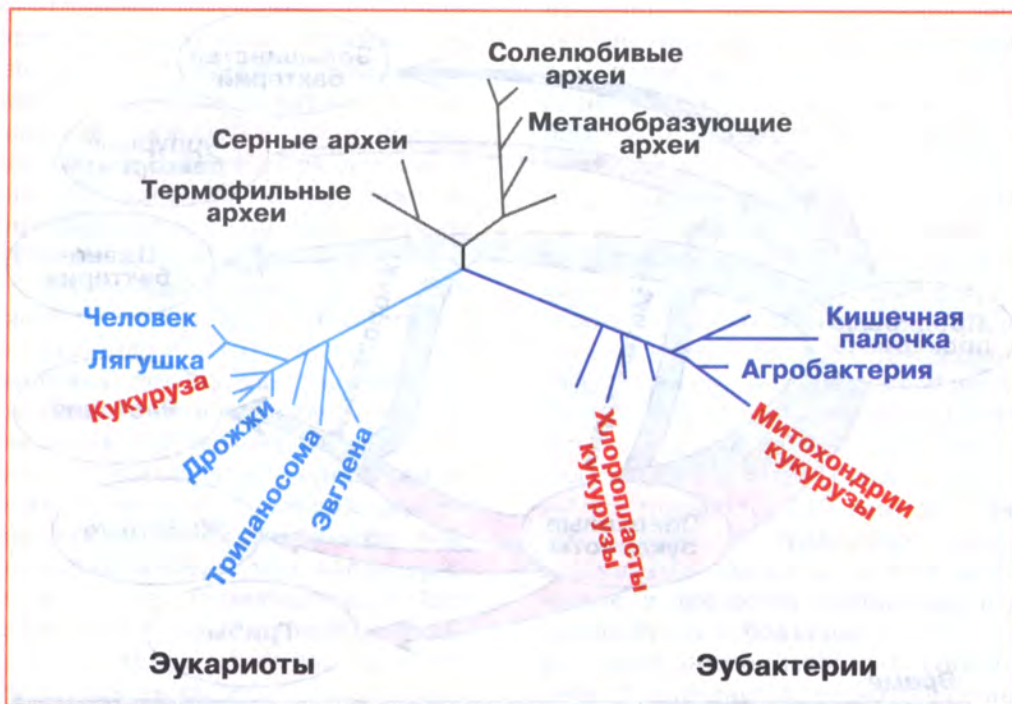 Солелюбивые
археи
Метанобразующие
археи
Серные археи
Термофильные
археи
Человек
Лягушка
Кукуруза
Дрожжи
Трипаносома
Эвглена
Кишечная
палочка
Агробактерия
Митохондрии
кукурузы
Хлоропласты
кукурузы
Эукариоты
Эубактерии